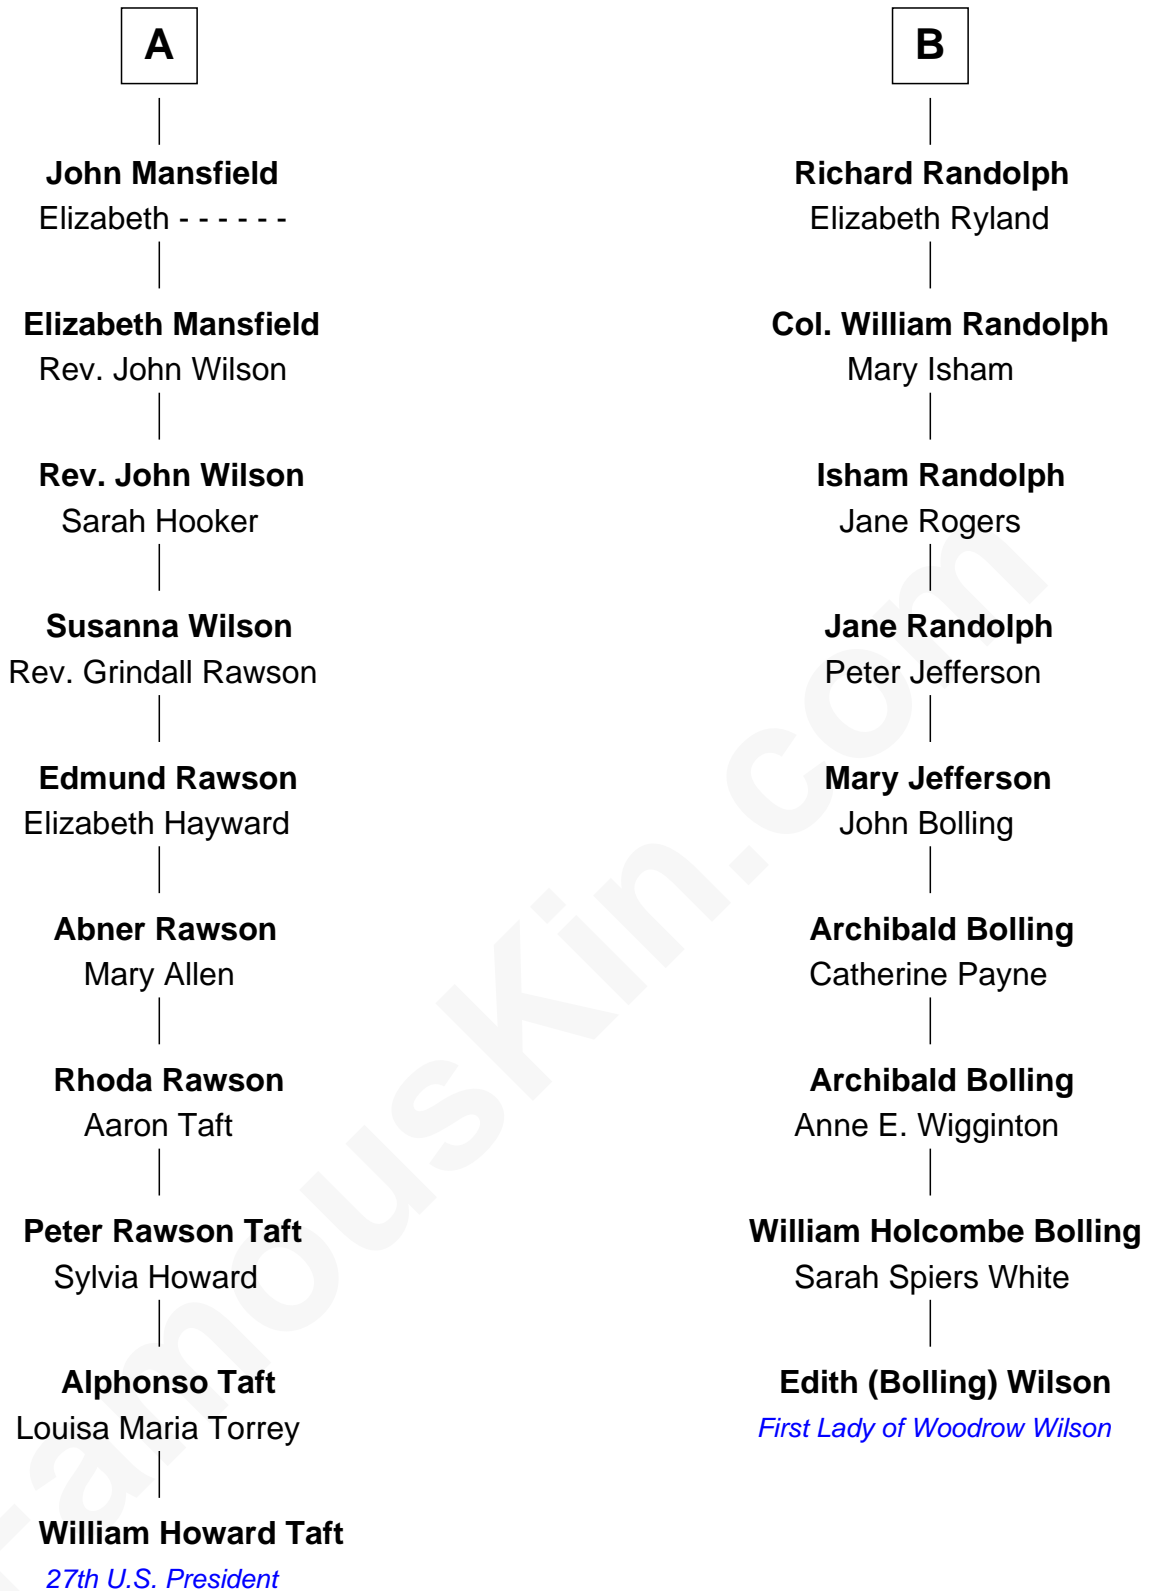 A
John Mansfield
Elizabeth - - - - - -
Elizabeth Mansfield
Rev. John Wilson
Rev. John Wilson
Sarah Hooker
Susanna Wilson
Rev. Grindall Rawson
Edmund Rawson
Elizabeth Hayward
Abner Rawson
Mary Allen
Rhoda Rawson
Aaron Taft
Peter Rawson Taft
Sylvia Howard
Alphonso Taft
Louisa Maria Torrey
William Howard Taft
27th U.S. President
B
Richard Randolph
Elizabeth Ryland
Col. William Randolph
Mary Isham
Isham Randolph
Jane Rogers
Jane Randolph
Peter Jefferson
Mary Jefferson
John Bolling
Archibald Bolling
Catherine Payne
Archibald Bolling
Anne E. Wigginton
William Holcombe Bolling
Sarah Spiers White
Edith (Bolling) Wilson
First Lady of Woodrow Wilson
FamousKin.com